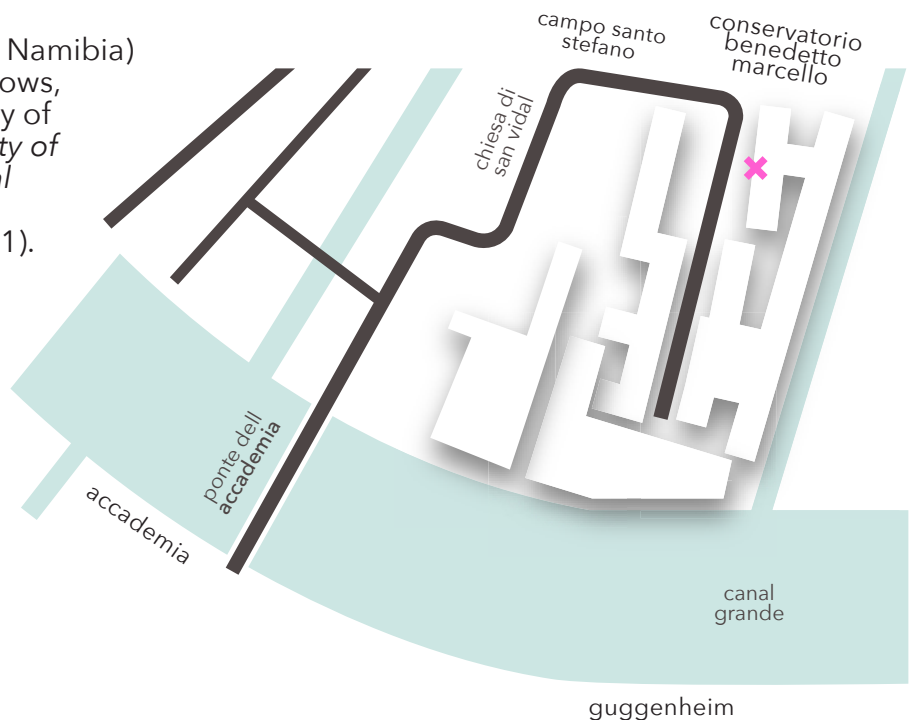 Namibia)
ows,
y of
ty of
al
1).
campo santo
stefano
conservatorio
benedetto
marcello
chiesa di
san vidal
ponte dell
accademia
accademia
canal
grande
guggenheim